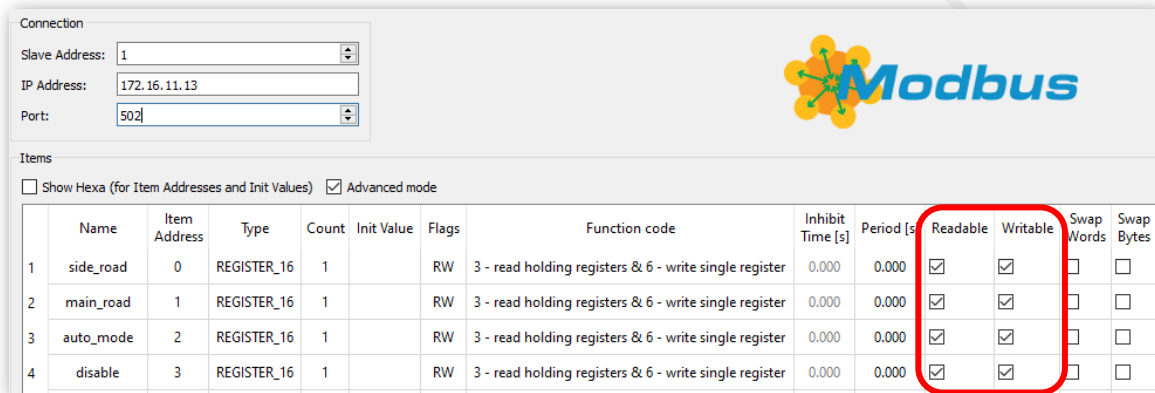 Connection
Slave Address: 1
IP Address: 172.16.11.13
Port: 502
Modbus
Items
Show Hexa (for Item Addresses and Init Values) Advanced mode
Name Item Address Type Count Init Value Flags Function code Inhibit Time [s] Period [s] Readable Writable Swap Words Swap Bytes
1 side_road 0 REGISTER_16 1 RW 3 - read holding registers & 6 - write single register 0.000 0.000
2 main_road 1 REGISTER_16 1 RW 3 - read holding registers & 6 - write single register 0.000 0.000
3 auto_mode 2 REGISTER_16 1 RW 3 - read holding registers & 6 - write single register 0.000 0.000
4 disable 3 REGISTER_16 1 RW 3 - read holding registers & 6 - write single register 0.000 0.000